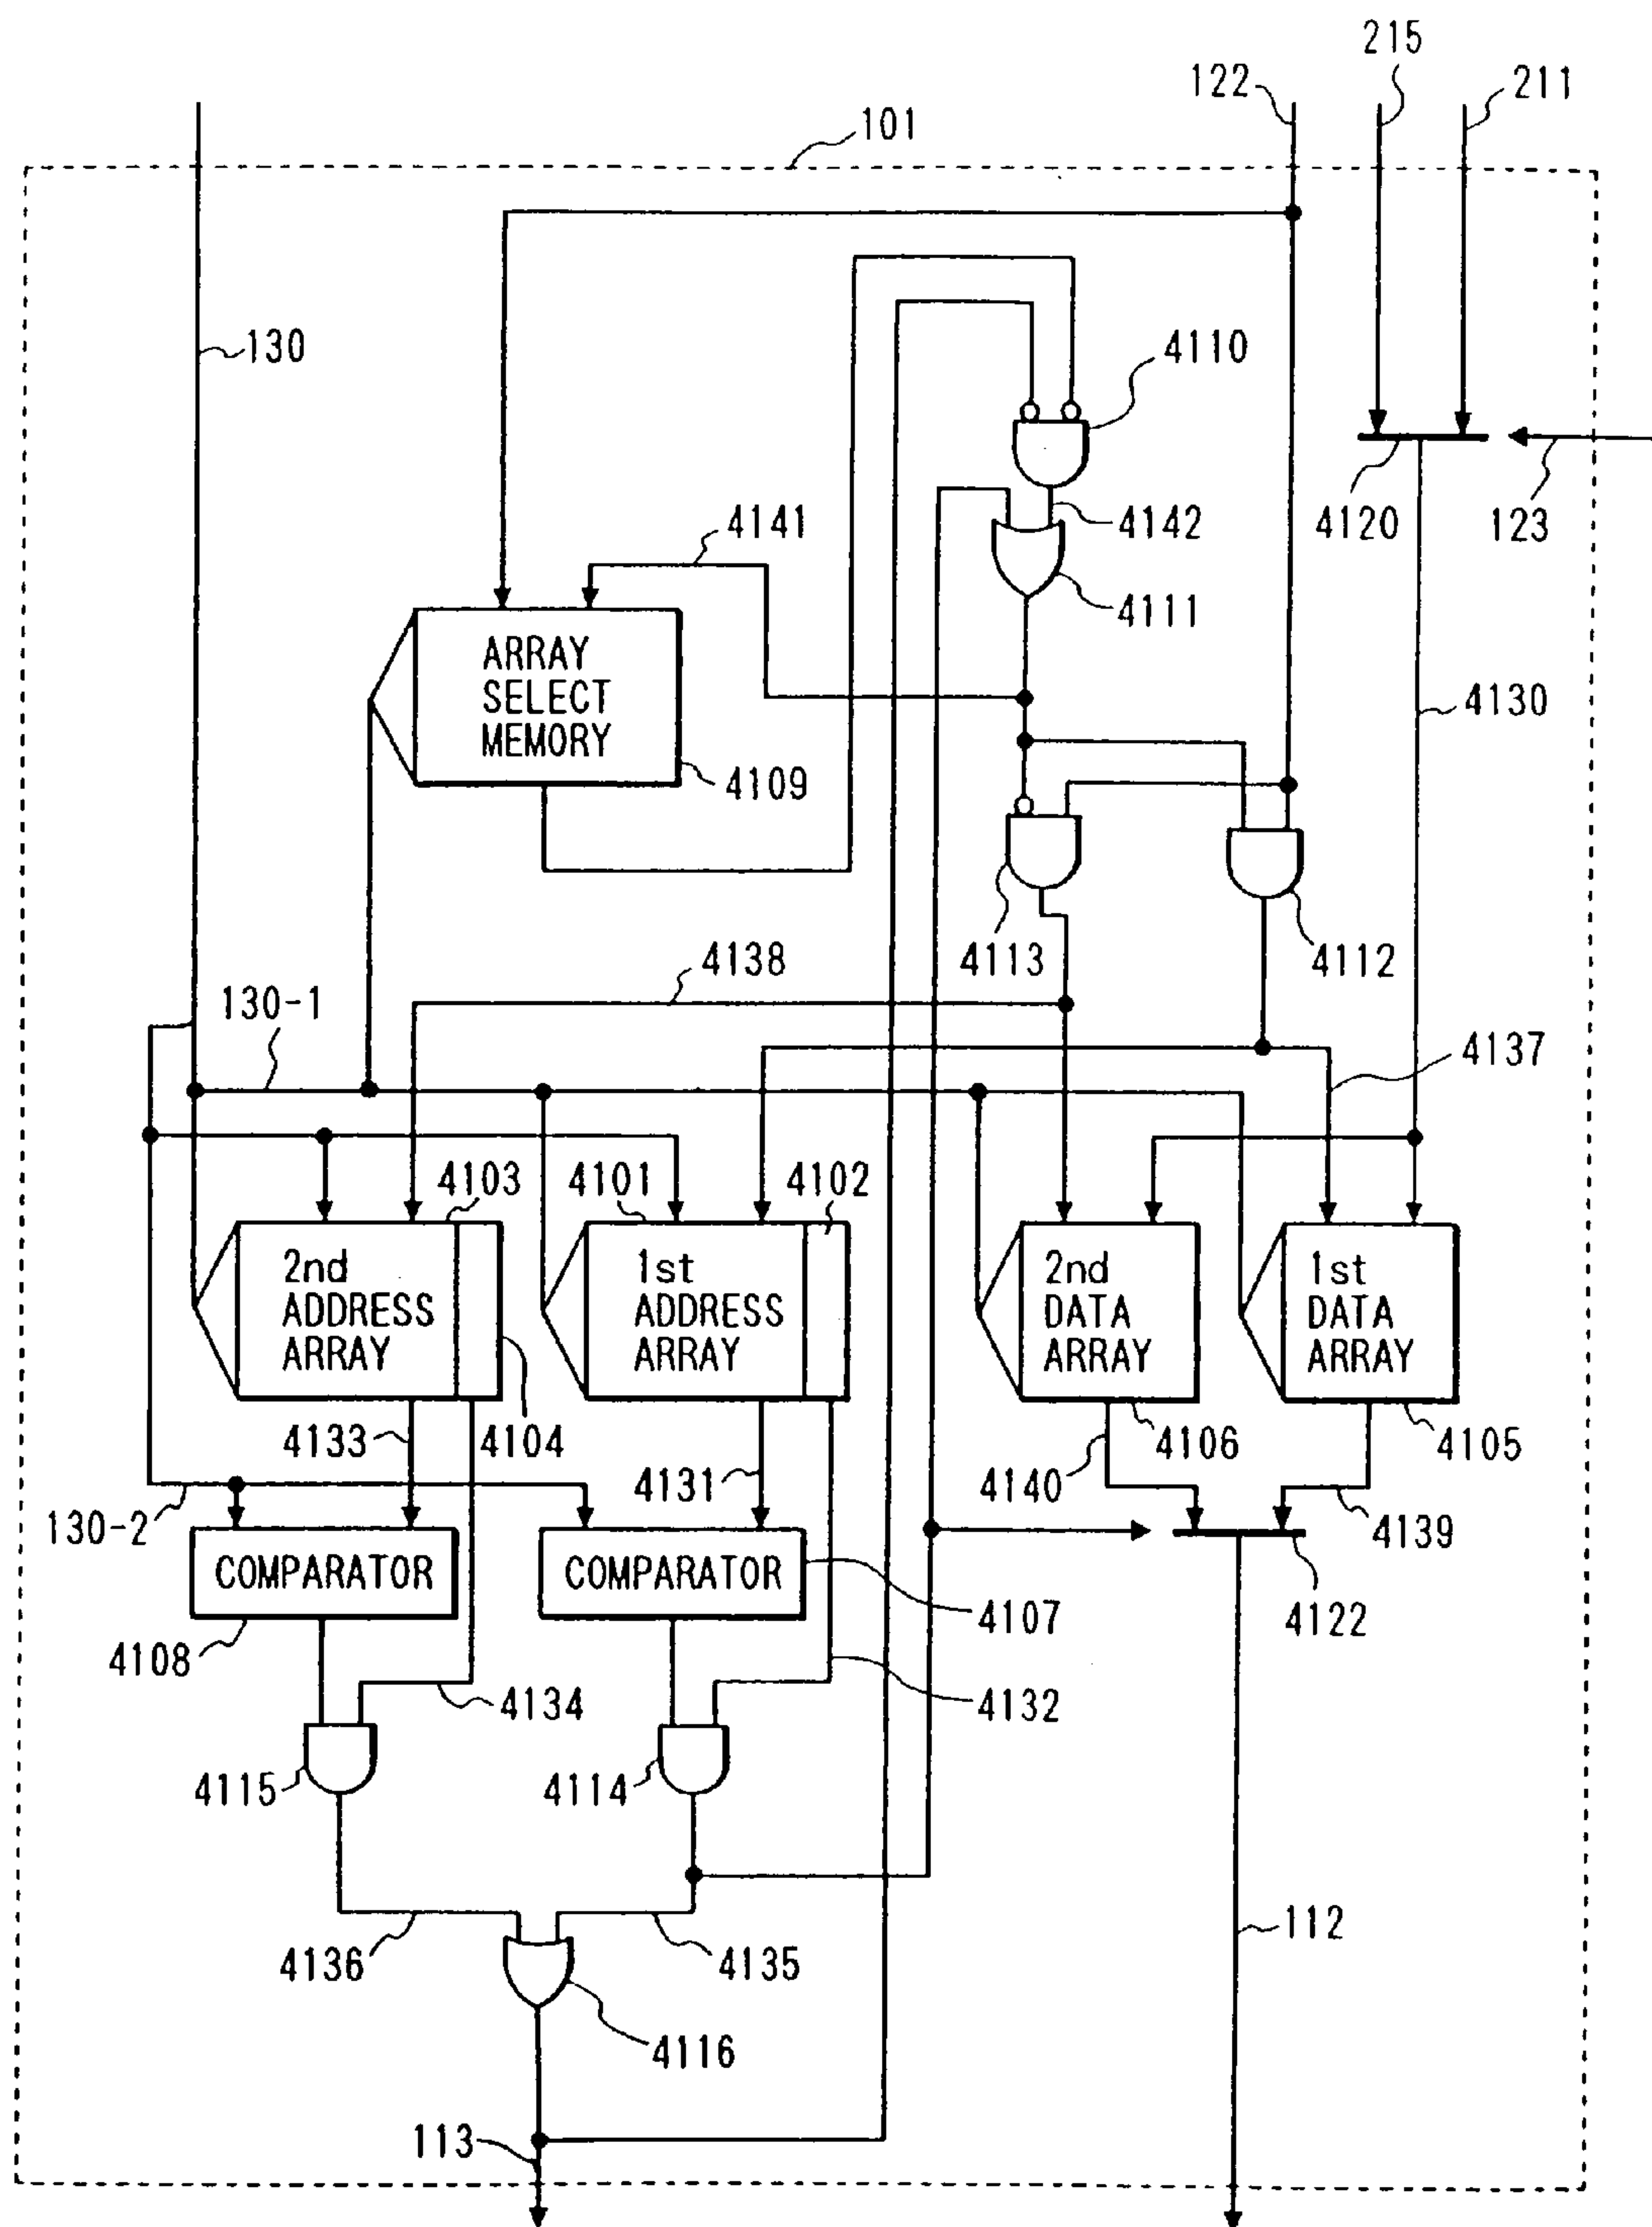 215
122
211
101
130
4110
4120
123
4141
4142
4111
ARRAY
SELECT
MEMORY
4130
4109
4113
4112
4138
130-1
4137
4103
4101
4102
2nd
ADDRESS
ARRAY
1st
ADDRESS
ARRAY
2nd
DATA
ARRAY
1st
DATA
ARRAY
4133
4104
4131
4106
4105
4140
130-2
4139
COMPARATOR
COMPARATOR
4107
4122
4108
4134
4132
4115
4114
112
4136
4135
4116
113